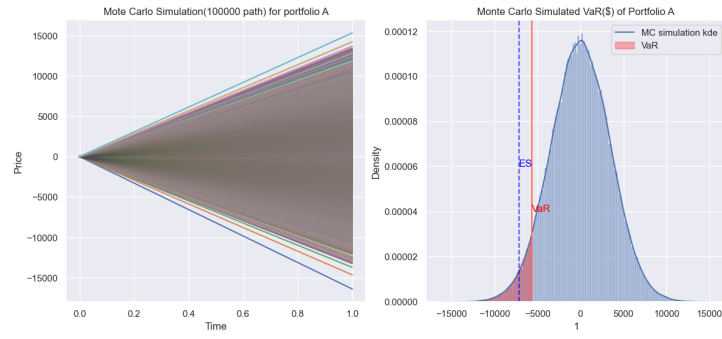 Mote Carlo Simulation(100000 path) for portfolio A
15000
10000
5000
0
−5000
−10000
−15000
Price
0.0 0.2 0.4 0.6 0.8 1.0
Time
Monte Carlo Simulated VaR($) of Portfolio A
MC simulation kde
VaR
0.00012
0.00010
0.00008
0.00006
0.00004
0.00002
0.00000
Density
ES
VaR
−15000 −10000 −5000 0 5000 10000 15000
1